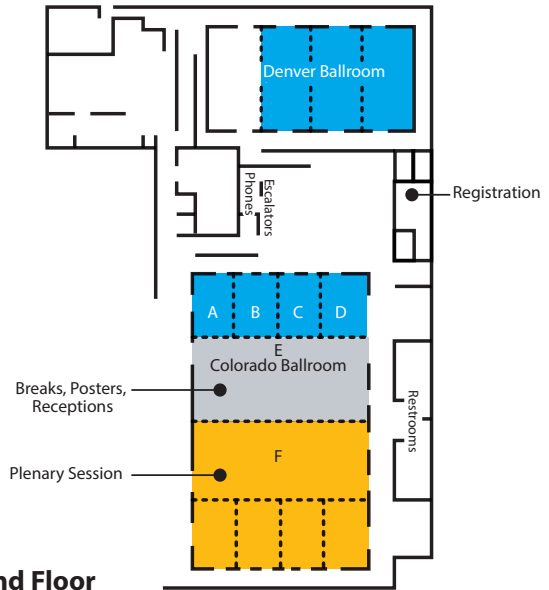 Denver Ballroom
Registration
Escalators
Phones
A B C D
E
Colorado Ballroom
Breaks, Posters,
Receptions
Restrooms
F
Plenary Session
nd Floor